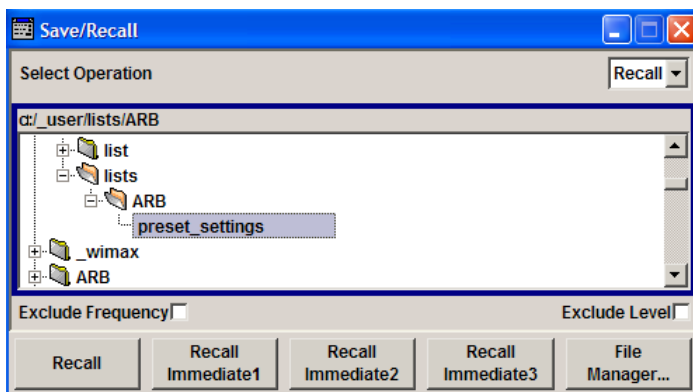 Save/Recall
Select Operation
Recall
a:/_user/lists/ARB
list
lists
ARB
preset_settings
_wimax
ARB
Exclude Frequency
Exclude Level
Recall
Recall
Immediate1
Recall
Immediate2
Recall
Immediate3
File
Manager...